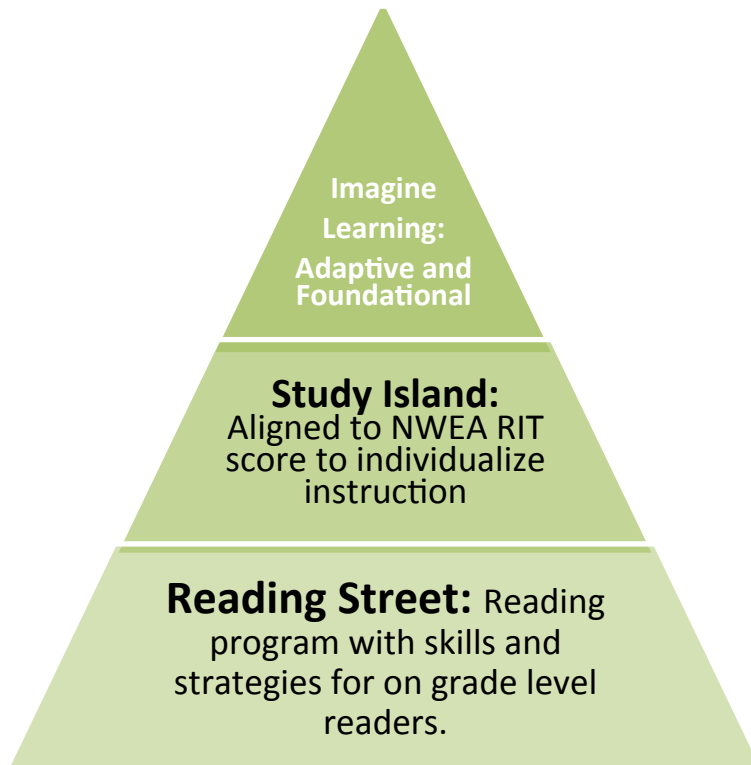 Imagine
Learning:
Adaptive and
Foundational
Study Island:
Aligned to NWEA RIT
score to individualize
instruction
Reading Street: Reading
program with skills and
strategies for on grade level
readers.